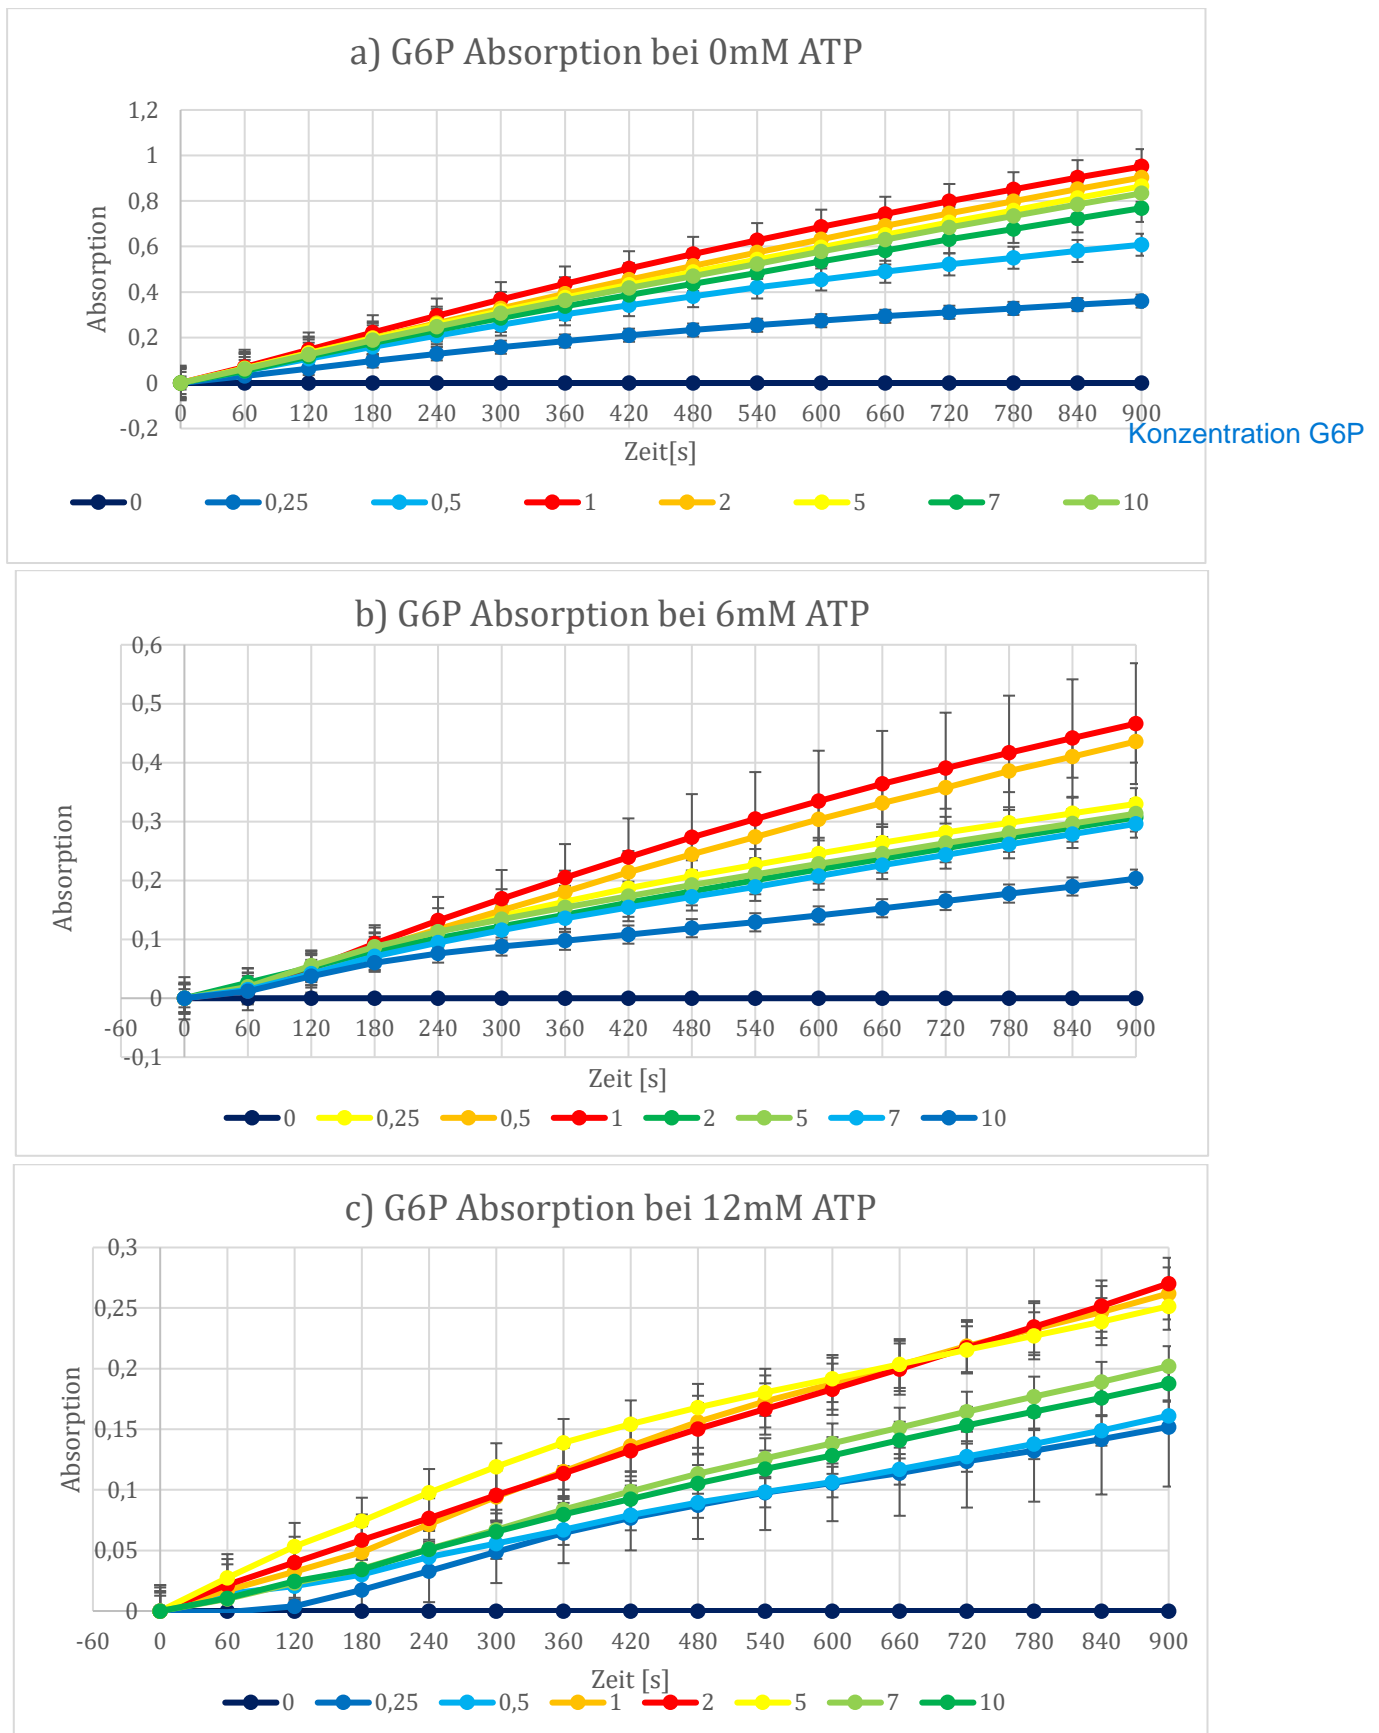 a) G6P Absorption bei 0mM ATP
1,2
1
0,8
0,6
0,4
0,2
0
-0,2
Absorption
0 60 120 180 240 300 360 420 480 540 600 660 720 780 840 900
Zeit[s]
Konzentration G6P
0 0,25 0,5 1 2 5 7 10
b) G6P Absorption bei 6mM ATP
0,6
0,5
0,4
0,3
0,2
0,1
0
-0,1
Absorption
-60 0 60 120 180 240 300 360 420 480 540 600 660 720 780 840 900
Zeit [s]
0 0,25 0,5 1 2 5 7 10
c) G6P Absorption bei 12mM ATP
0,3
0,25
0,2
0,15
0,1
0,05
0
Absorption
-60 0 60 120 180 240 300 360 420 480 540 600 660 720 780 840 900
Zeit [s]
0 0,25 0,5 1 2 5 7 10